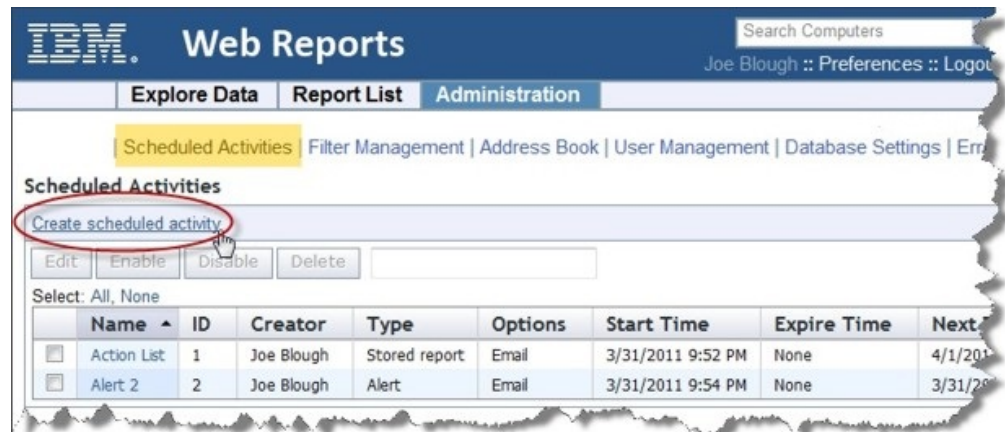 IBM. Web Reports
Search Computers
Joe Blough :: Preferences :: Logou
Explore Data Report List Administration
| Scheduled Activities | Filter Management | Address Book | User Management | Database Settings | Err
Scheduled Activities
Create scheduled activity
Edit Enable Disable Delete
Select: All, None
Name ID Creator Type Options Start Time Expire Time Next
Action List 1 Joe Blough Stored report Email 3/31/2011 9:52 PM None 4/1/201
Alert 2 2 Joe Blough Alert Email 3/31/2011 9:54 PM None 3/31/20